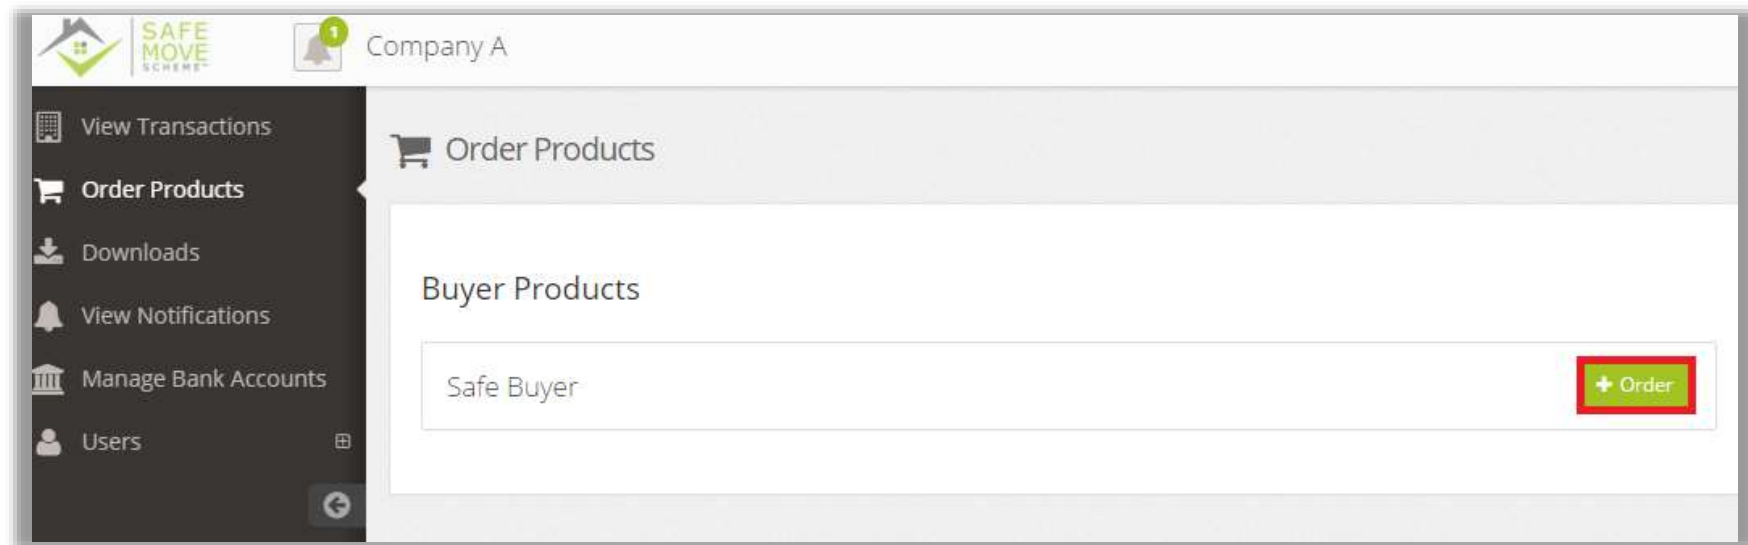 SAFE
MOVE
SCHEME™
1
Company A
View Transactions
Order Products
Downloads
View Notifications
Manage Bank Accounts
Users
Order Products
Buyer Products
Safe Buyer
+ Order